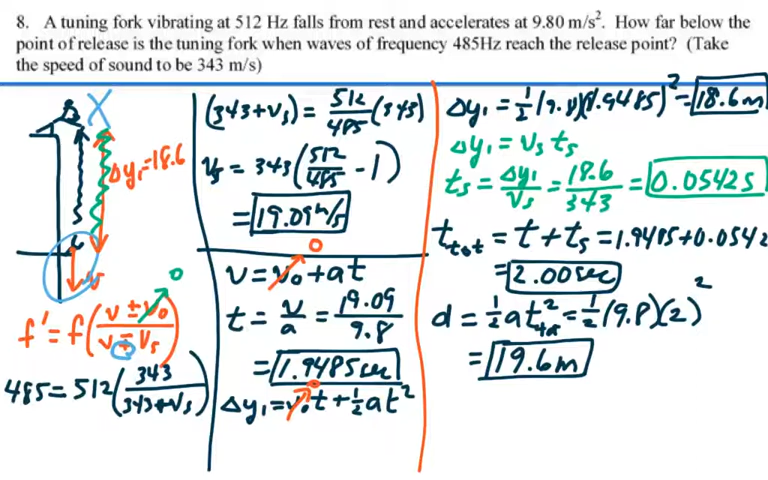 8. A tuning fork vibrating at 512 Hz falls from rest and accelerates at 9.80 m/s². How far below the
point of release is the tuning fork when waves of frequency 485Hz reach the release point? (Take
the speed of sound to be 343 m/s)
X
Δy₁=18.6
f' = f(v ± v₀ / v ± vₛ)
0
485 = 512(343 / 343+vₛ)
(343+vₛ) = 512/485 (343)
vₛ = 343(512/485 - 1)
= 19.09 m/s
0
v = v₀ + at
t = v/a = 19.09/9.8
= 1.9485 sec
Δy₁ = v₀t + ½at²
Δy₁ = ½(9.8)(1.9485)² = 18.6m
Δy₁ = vₛ tₛ
tₛ = Δy₁/vₛ = 18.6/343 = 0.0542 s
t_tot = t + tₛ = 1.9485 + 0.0542
= 2.00 sec
d = ½at²_tot = ½(9.8)(2)²
= 19.6m